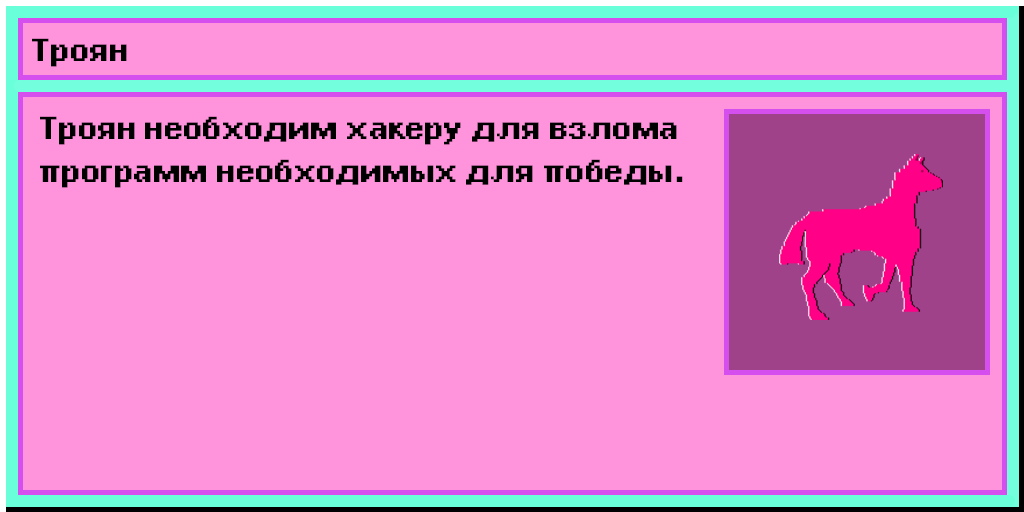 Троян
Троян необходим хакеру для взлома
программ необходимых для победы.